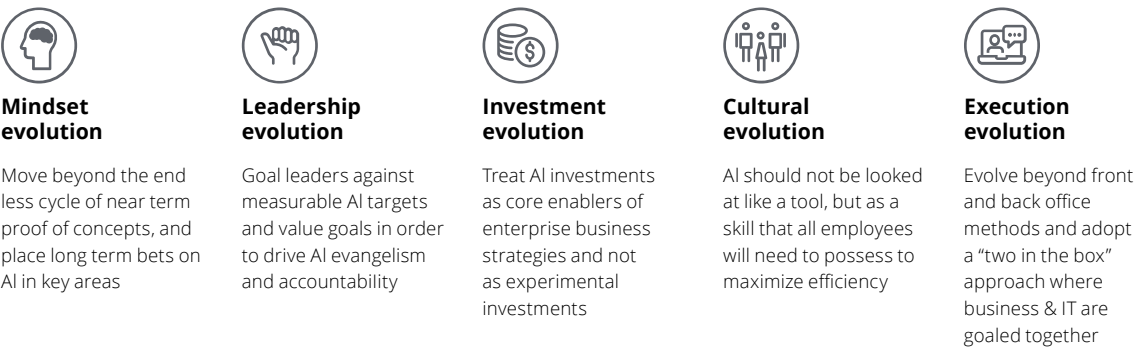 Mindset
evolution
Move beyond the end
less cycle of near term
proof of concepts, and
place long term bets on
AI in key areas
Leadership
evolution
Goal leaders against
measurable AI targets
and value goals in order
to drive AI evangelism
and accountability
$
Investment
evolution
Treat AI investments
as core enablers of
enterprise business
strategies and not
as experimental
investments
Cultural
evolution
AI should not be looked
at like a tool, but as a
skill that all employees
will need to possess to
maximize efficiency
Execution
evolution
Evolve beyond front
and back office
methods and adopt
a “two in the box”
approach where
business & IT are
goaled together